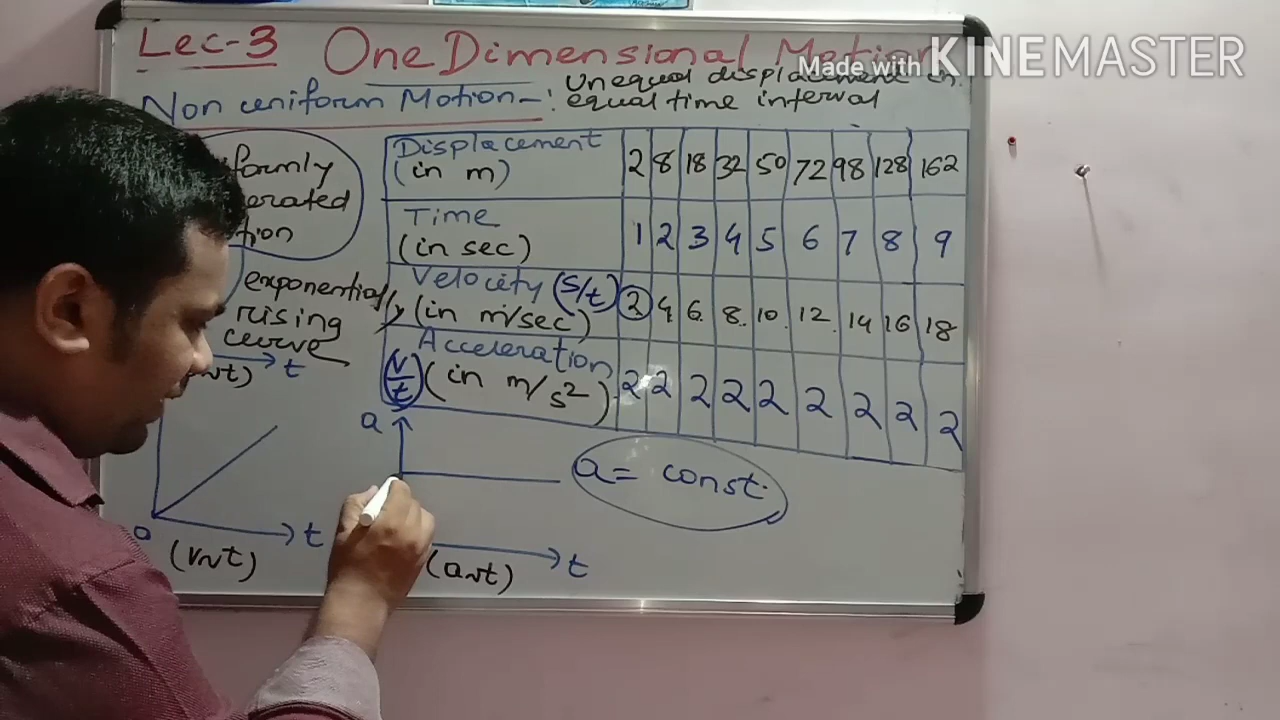 Lec-3 One Dimensional Motion
Made with KINEMASTER
Non uniform Motion-: Unequal displacement in
equal time interval
Displacement (in m) 2 8 18 32 50 72 98 128 162
Time (in sec) 1 2 3 4 5 6 7 8 9
Velocity (s/t) (in m/sec) 2 4 6. 8. 10. 12. 14 16 18
Acceleration (v/t) (in m/s²) 2 2 2 2 2 2 2 2 2
exponentially
rising
curve
t
a
a = const.
0
t
(v~t)
t
(a~t)